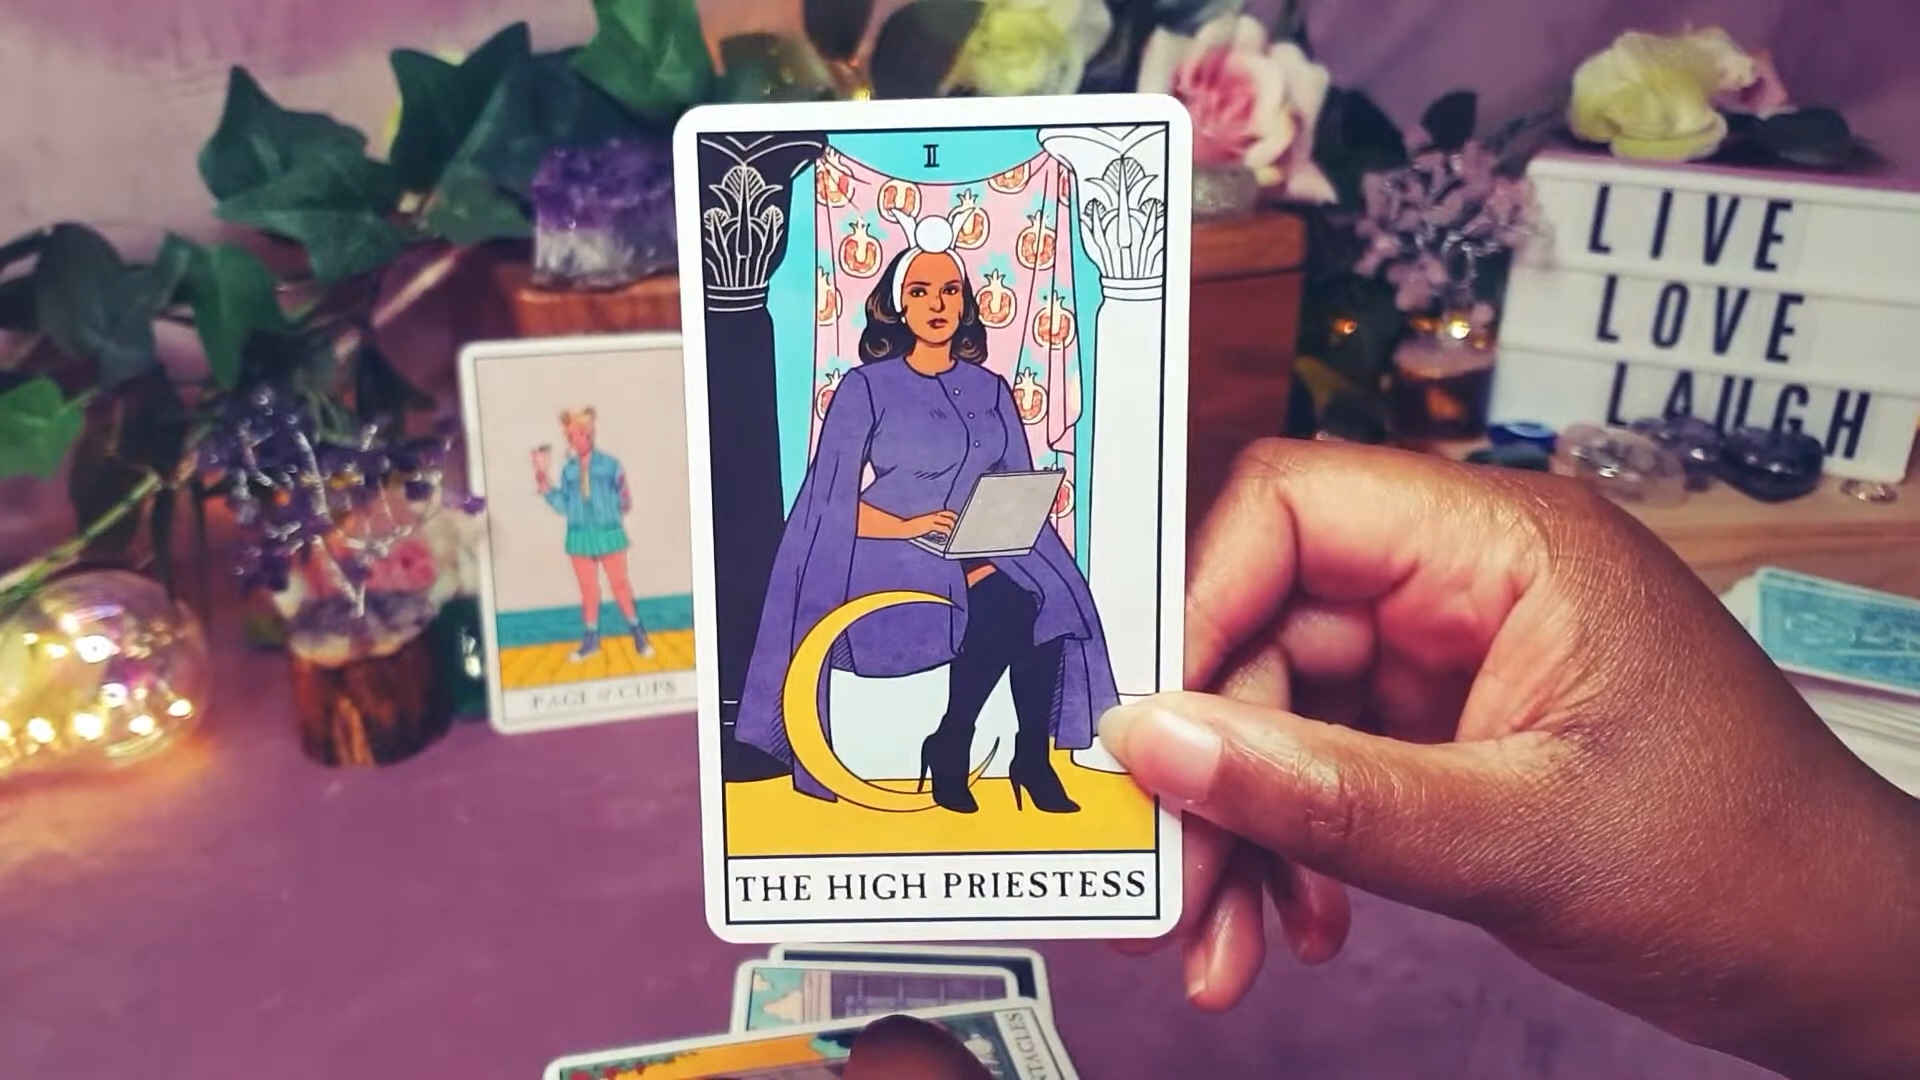 II
LIVE
LOVE
LAUGH
PAGE of CUPS
THE HIGH PRIESTESS